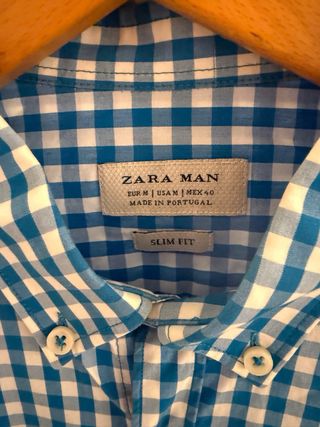 ZARA MAN
EUR M | USA M | MEX 40
MADE IN PORTUGAL
SLIM FIT